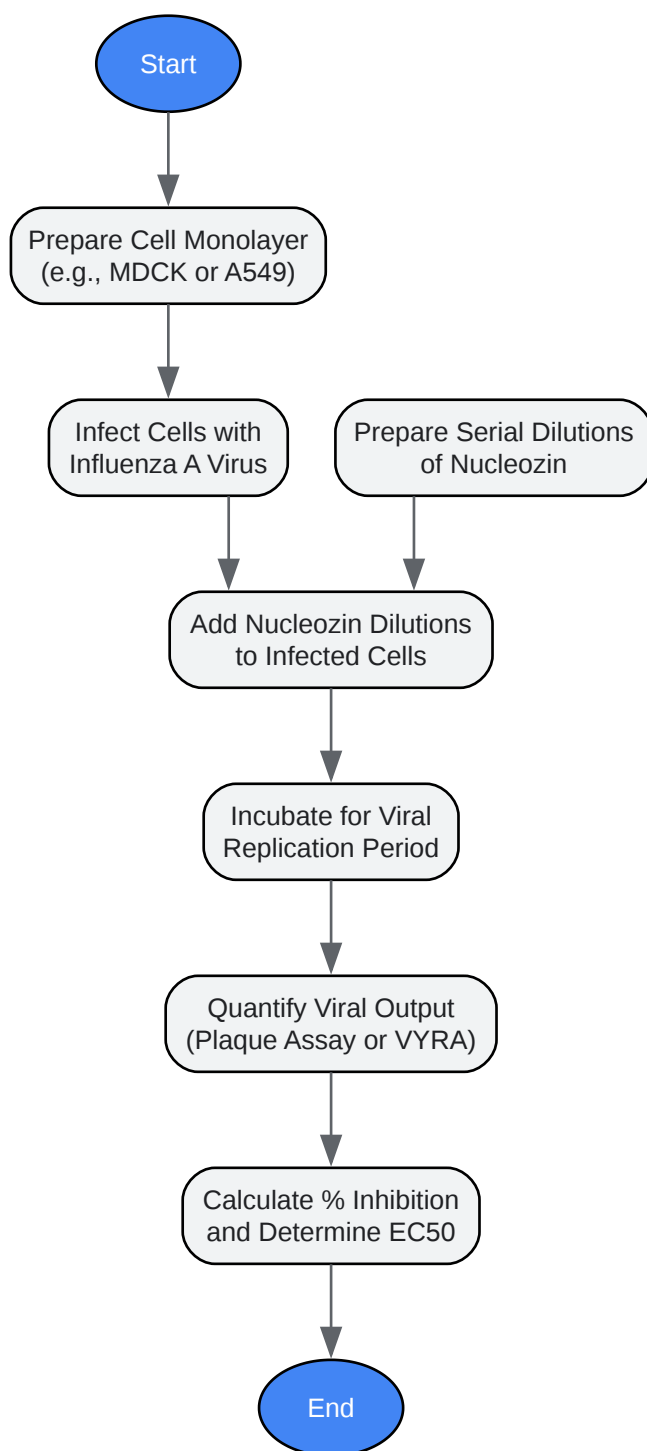 Start
Prepare Cell Monolayer
(e.g., MDCK or A549)
Infect Cells with
Influenza A Virus
Prepare Serial Dilutions
of Nucleozin
Add Nucleozin Dilutions
to Infected Cells
Incubate for Viral
Replication Period
Quantify Viral Output
(Plaque Assay or VYRA)
Calculate % Inhibition
and Determine EC50
End